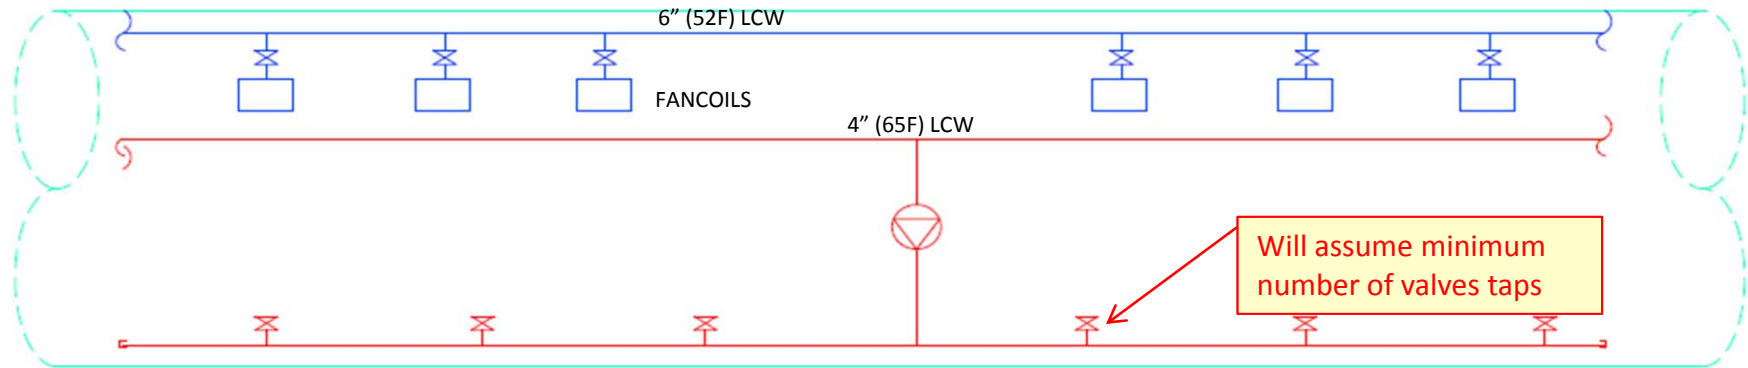 6” (52F) LCW
FANCOILS
4” (65F) LCW
Will assume minimum
number of valves taps